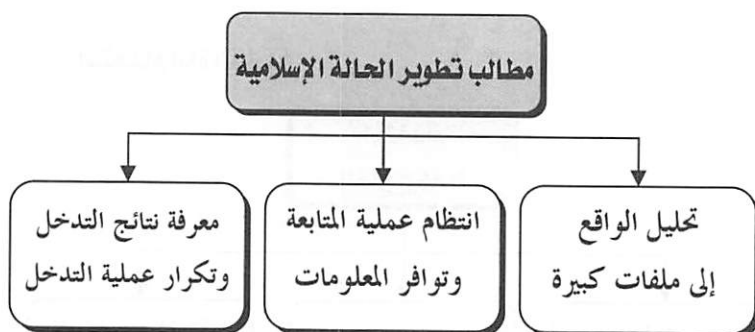 مطالب تطوير الحالة الإسلامية
تحليل الواقع
إلى ملفات كبيرة
انتظام عملية المتابعة
وتوافر المعلومات
معرفة نتائج التدخل
وتكرار عملية التدخل